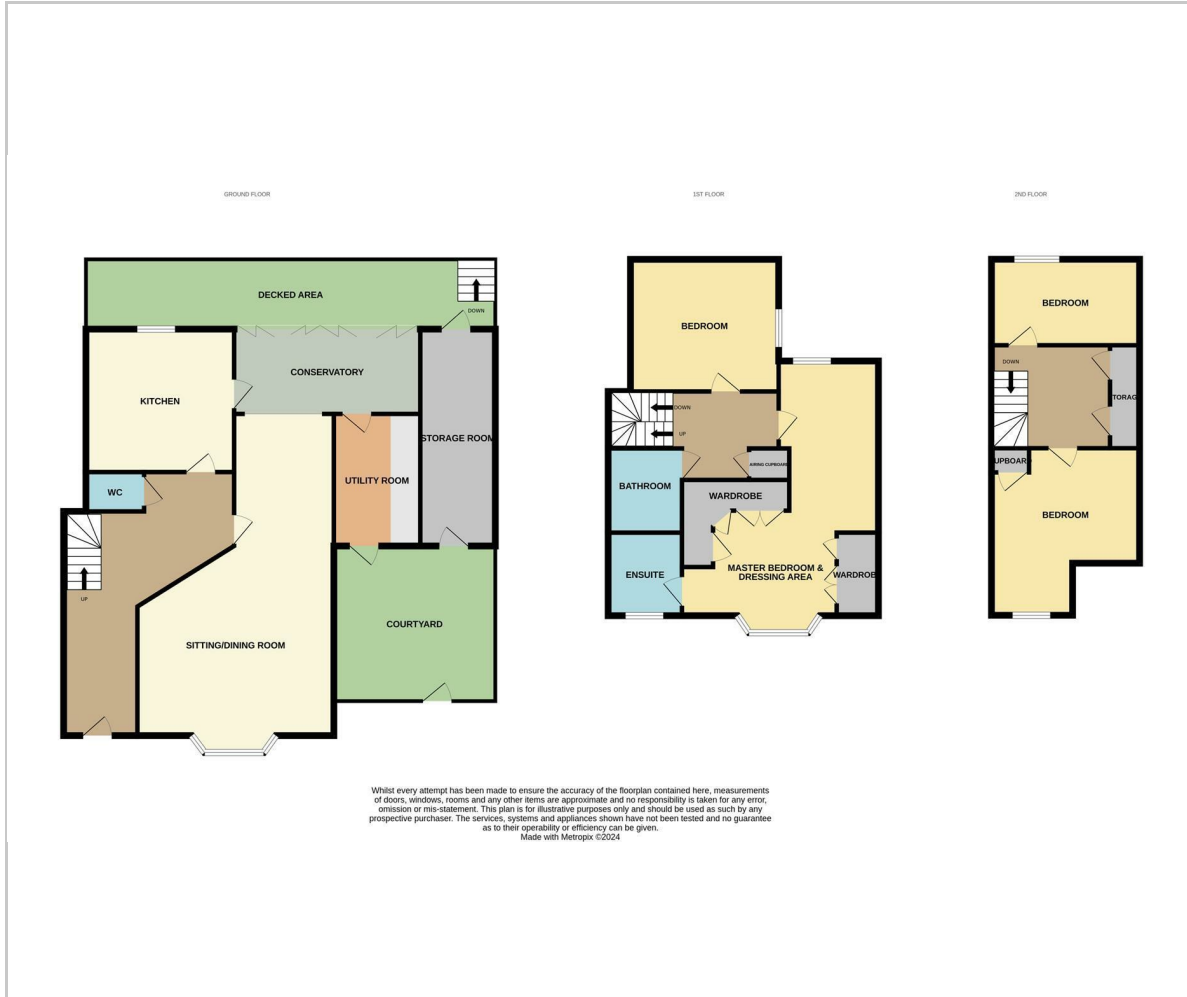 GROUND FLOOR
DECKED AREA
DOWN
CONSERVATORY
KITCHEN
STORAGE ROOM
UTILITY ROOM
WC
UP
COURTYARD
SITTING/DINING ROOM
1ST FLOOR
BEDROOM
DOWN
UP
AIRING CUPBOARD
BATHROOM
WARDROBE
ENSUITE
MASTER BEDROOM &
DRESSING AREA
WARDROB
2ND FLOOR
BEDROOM
DOWN
TORAG
UPBOAR
BEDROOM
Whilst every attempt has been made to ensure the accuracy of the floorplan contained here, measurements
of doors, windows, rooms and any other items are approximate and no responsibility is taken for any error,
omission or mis-statement. This plan is for illustrative purposes only and should be used as such by any
prospective purchaser. The services, systems and appliances shown have not been tested and no guarantee
as to their operability or efficiency can be given.
Made with Metropix ©2024